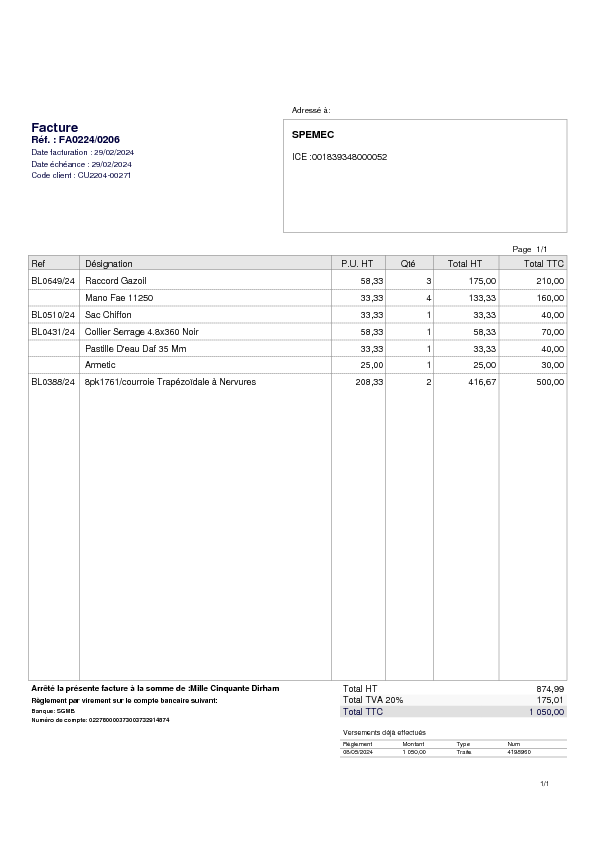 Adressé à:
Facture
Réf. : FA0224/0206
Date facturation : 29/02/2024
Date échéance : 29/02/2024
Code client : CU2204-00271
SPEMEC
ICE :001839348000052
Page 1/1
Ref Désignation P.U. HT Qté Total HT Total TTC
BL0649/24 Raccord Gazoil 58,33 3 175,00 210,00
Mano Fae 11250 33,33 4 133,33 160,00
BL0510/24 Sac Chiffon 33,33 1 33,33 40,00
BL0431/24 Collier Serrage 4.8x360 Noir 58,33 1 58,33 70,00
Pastille D'eau Daf 35 Mm 33,33 1 33,33 40,00
Armetic 25,00 1 25,00 30,00
BL0388/24 8pk1761/courroie Trapézoïdale à Nervures 208,33 2 416,67 500,00
Arrêté la présente facture à la somme de :Mille Cinquante Dirham
Règlement par virement sur le compte bancaire suivant:
Banque: SGMB
Numéro de compte:
Total HT 874,99
Total TVA 20% 175,01
Total TTC 1 050,00
Versements déjà effectués
Règlement Montant Type Num
08/05/2024 1 050,00 Traite 4198960
1/1